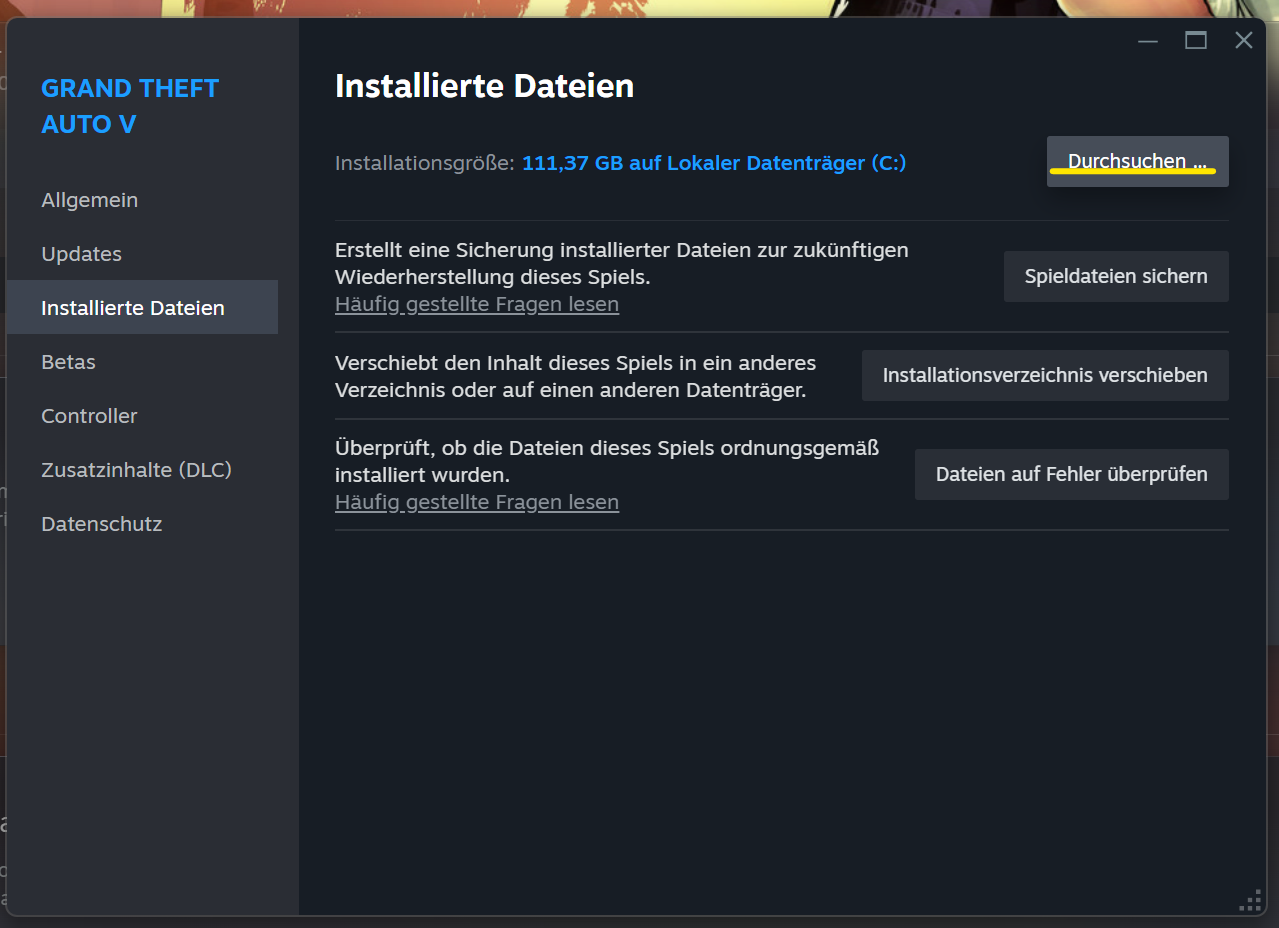 GRAND THEFT
AUTO V
Allgemein
Updates
Installierte Dateien
Betas
Controller
Zusatzinhalte (DLC)
Datenschutz
Installierte Dateien
Installationsgröße: 111,37 GB auf Lokaler Datenträger (C:)
Durchsuchen ...
Erstellt eine Sicherung installierter Dateien zur zukünftigen
Wiederherstellung dieses Spiels.
Häufig gestellte Fragen lesen
Spieldateien sichern
Verschiebt den Inhalt dieses Spiels in ein anderes
Verzeichnis oder auf einen anderen Datenträger.
Installationsverzeichnis verschieben
Überprüft, ob die Dateien dieses Spiels ordnungsgemäß
installiert wurden.
Häufig gestellte Fragen lesen
Dateien auf Fehler überprüfen